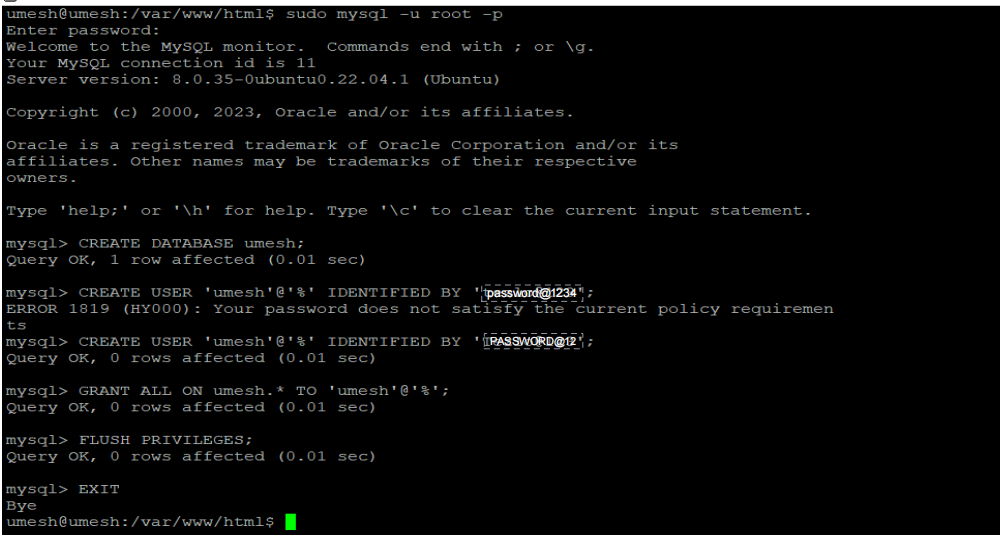 umesh@umesh:/var/www/html$ sudo mysql -u root -p
Enter password:
Welcome to the MySQL monitor.  Commands end with ; or \g.
Your MySQL connection id is 11
Server version: 8.0.35-0ubuntu0.22.04.1 (Ubuntu)
Copyright (c) 2000, 2023, Oracle and/or its affiliates.
Oracle is a registered trademark of Oracle Corporation and/or its
affiliates. Other names may be trademarks of their respective
owners.
Type 'help;' or '\h' for help. Type '\c' to clear the current input statement.
mysql> CREATE DATABASE umesh;
Query OK, 1 row affected (0.01 sec)
mysql> CREATE USER 'umesh'@'%' IDENTIFIED BY 'password@1234';
ERROR 1819 (HY000): Your password does not satisfy the current policy requiremen
ts
mysql> CREATE USER 'umesh'@'%' IDENTIFIED BY 'PASSWORD@12';
Query OK, 0 rows affected (0.01 sec)
mysql> GRANT ALL ON umesh.* TO 'umesh'@'%';
Query OK, 0 rows affected (0.01 sec)
mysql> FLUSH PRIVILEGES;
Query OK, 0 rows affected (0.01 sec)
mysql> EXIT
Bye
umesh@umesh:/var/www/html$